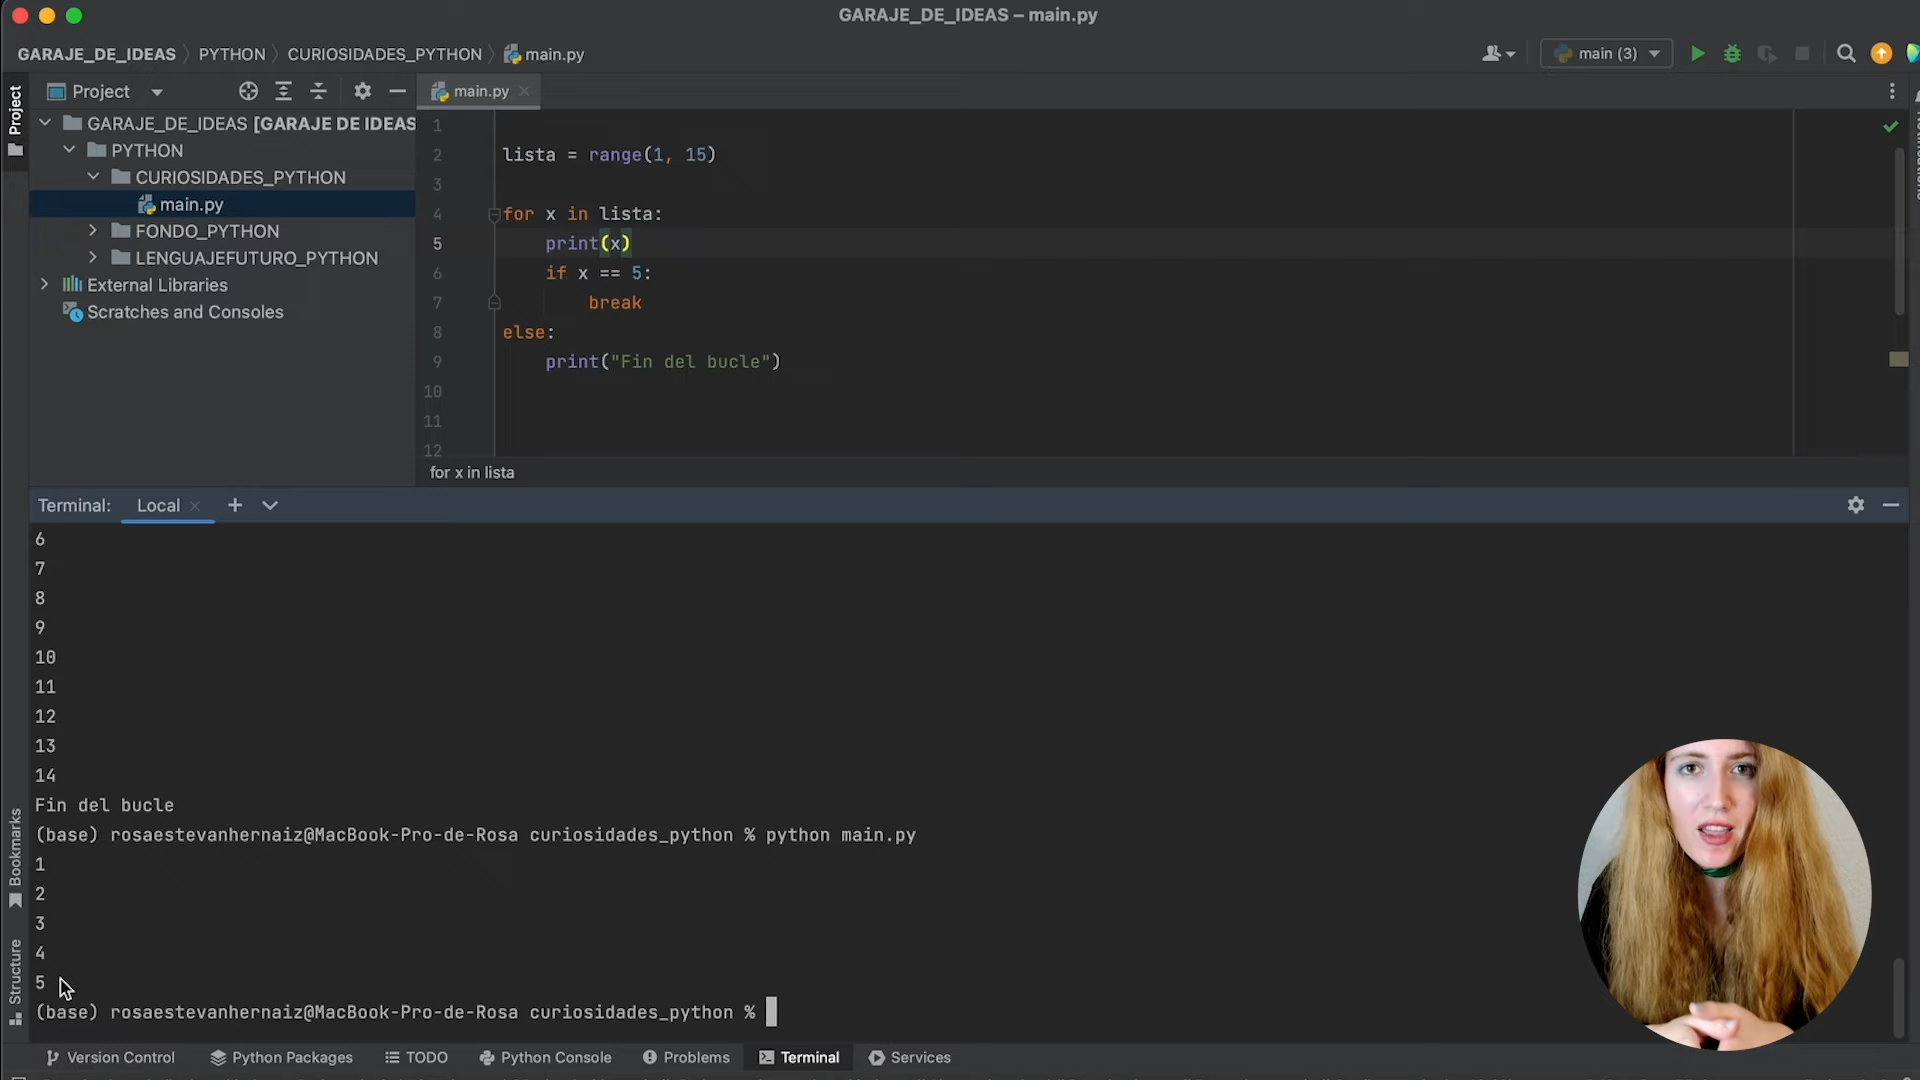 GARAJE_DE_IDEAS – main.py
GARAJE_DE_IDEAS PYTHON CURIOSIDADES_PYTHON main.py
main (3)
Project
Project
main.py
GARAJE_DE_IDEAS [GARAJE DE IDEAS
PYTHON
CURIOSIDADES_PYTHON
main.py
FONDO_PYTHON
LENGUAJEFUTURO_PYTHON
External Libraries
Scratches and Consoles
1
2 lista = range(1, 15)
3
4 for x in lista:
5 print(x)
6 if x == 5:
7 break
8 else:
9 print("Fin del bucle")
10
11
12
for x in lista
Terminal: Local
6
7
8
9
10
11
12
13
14
Fin del bucle
(base) rosaestevanhernaiz@MacBook-Pro-de-Rosa curiosidades_python % python main.py
1
2
3
4
5
(base) rosaestevanhernaiz@MacBook-Pro-de-Rosa curiosidades_python %
Bookmarks
Structure
Version Control Python Packages TODO Python Console Problems Terminal Services